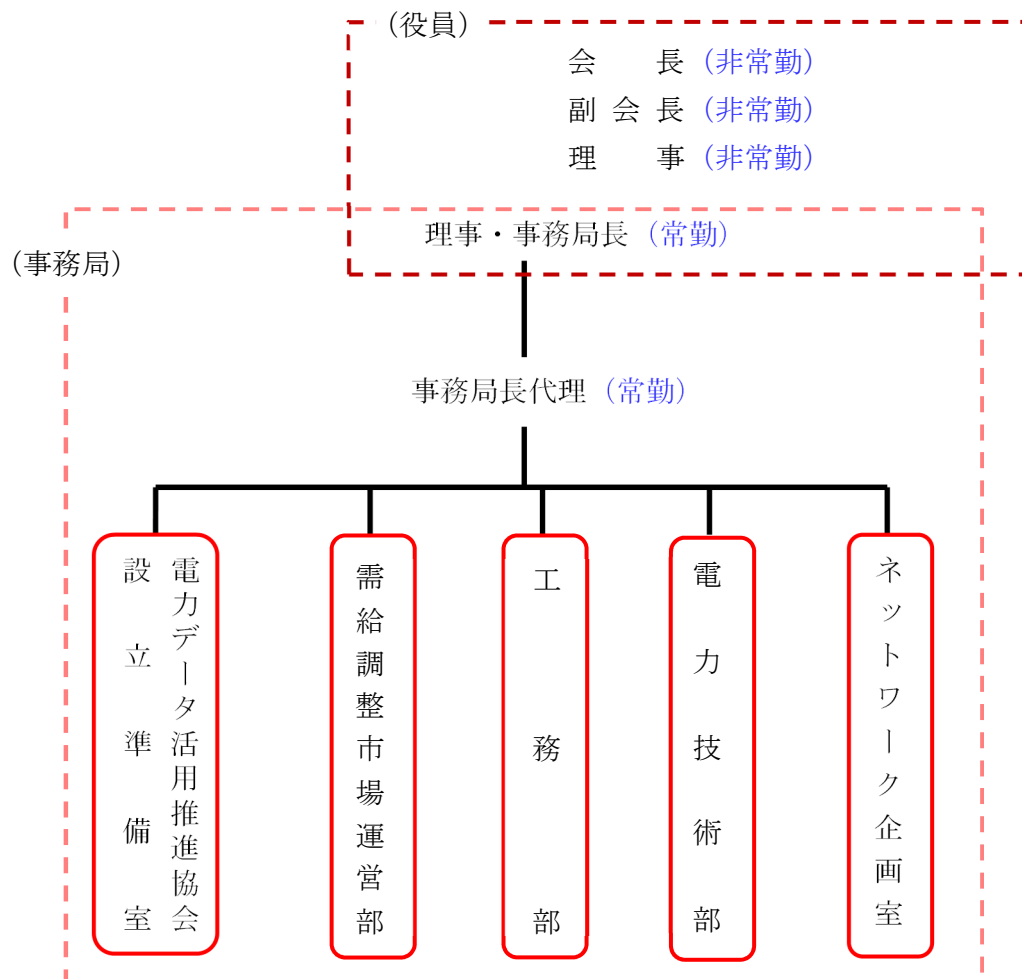 (役員)
会長（非常勤）
副会長（非常勤）
理事（非常勤）
理事・事務局長（常勤）
(事務局)
事務局長代理（常勤）
電力データ活用推進協会
設立準備室
需給調整市場運営部
工務部
電力技術部
ネットワーク企画室